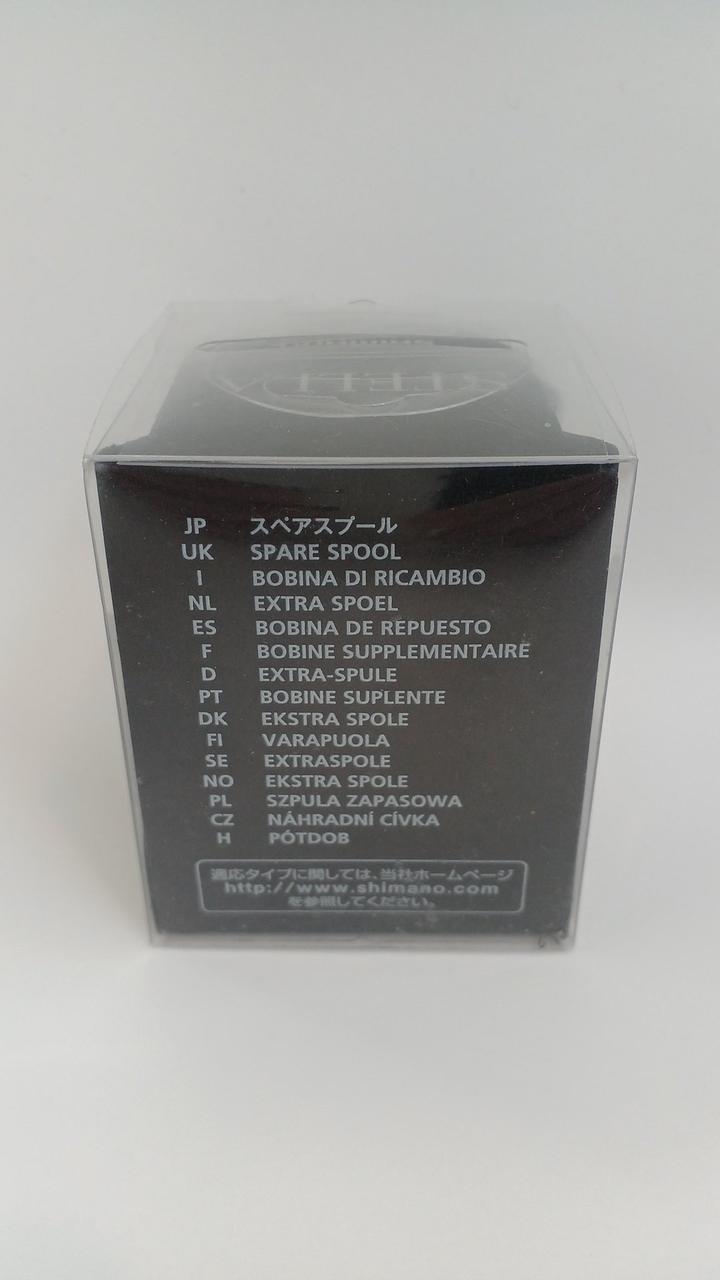 STELLA
JP スペアスプール
UK SPARE SPOOL
I BOBINA DI RICAMBIO
NL EXTRA SPOEL
ES BOBINA DE REPUESTO
F BOBINE SUPPLEMENTAIRE
D EXTRA-SPULE
PT BOBINE SUPLENTE
DK EKSTRA SPOLE
FI VARAPUOLA
SE EXTRASPOLE
NO EKSTRA SPOLE
PL SZPULA ZAPASOWA
CZ NÁHRADNÍ CÍVKA
H PÓTDOB
適応タイプに関しては、当社ホームページ
http://www.shimano.com
を参照してください。